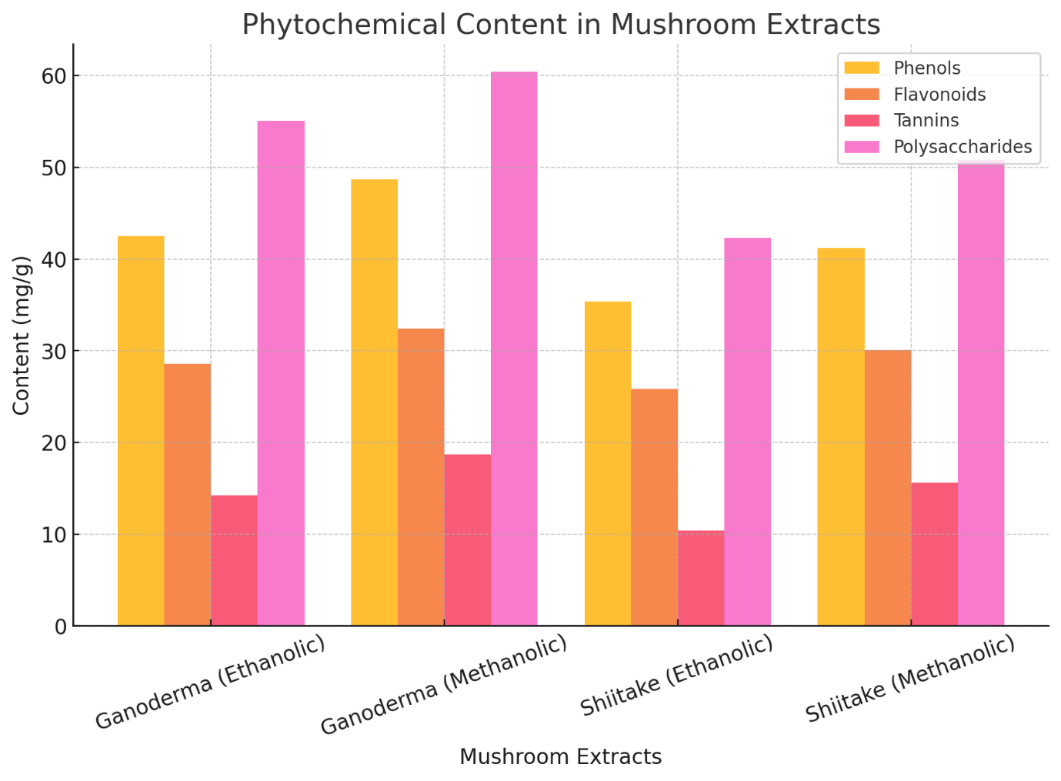 Phytochemical Content in Mushroom Extracts
Phenols
Flavonoids
Tannins
Polysaccharides
Content (mg/g)
60
50
40
30
20
10
0
Ganoderma (Ethanolic)
Ganoderma (Methanolic)
Shiitake (Ethanolic)
Shiitake (Methanolic)
Mushroom Extracts